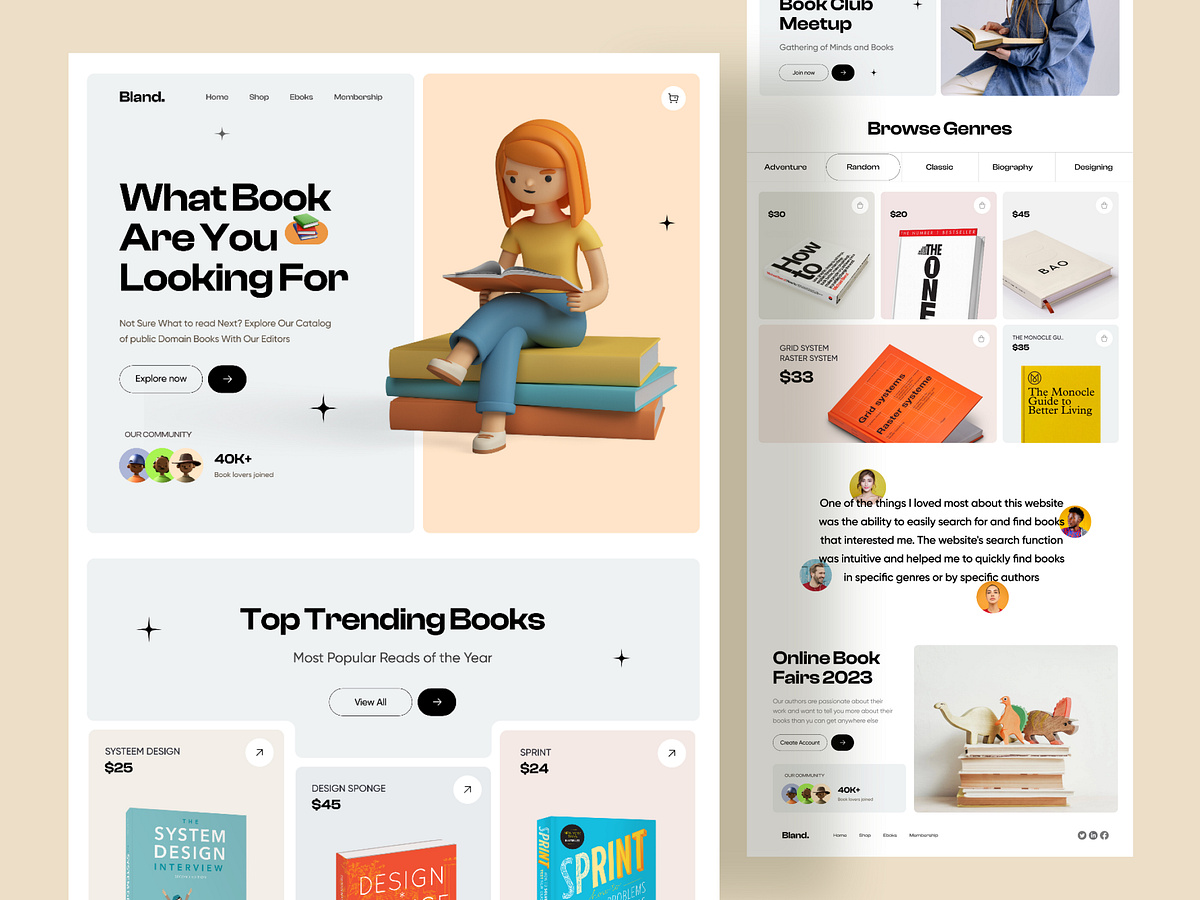 Bland.
Home Shop Eboks Membership
What Book
Are You
Looking For
Not Sure What to read Next? Explore Our Catalog
of public Domain Books With Our Editors
Explore now
OUR COMMUNITY
40K+
Book lovers joined
Top Trending Books
Most Popular Reads of the Year
View All
SYSTEEM DESIGN
$25
THE
SYSTEM
DESIGN
INTERVIEW
DESIGN SPONGE
$45
DESIGN
SPRINT
$24
SPRINT
SPRINT
PROBLEMS
Book Club
Meetup
Gathering of Minds and Books
Join now
Browse Genres
Adventure Random Classic Biography Designing
$30
How
to
$20
THE NUMBER 1 BESTSELLER
THE
ONE
$45
BAO
GRID SYSTEM
RASTER SYSTEM
$33
Grid systems
Raster systeme
THE MONOCLE GU..
$35
The Monocle
Guide to
Better Living
One of the things I loved most about this website
was the ability to easily search for and find books
that interested me. The website's search function
was intuitive and helped me to quickly find books
in specific genres or by specific authors
Online Book
Fairs 2023
Our authors are passionate about their
work and want to tell you more about their
books than yu can get anywhere else
Create Account
OUR COMMUNITY
40K+
Book lovers joined
Bland.
Home Shop Eboks Membership